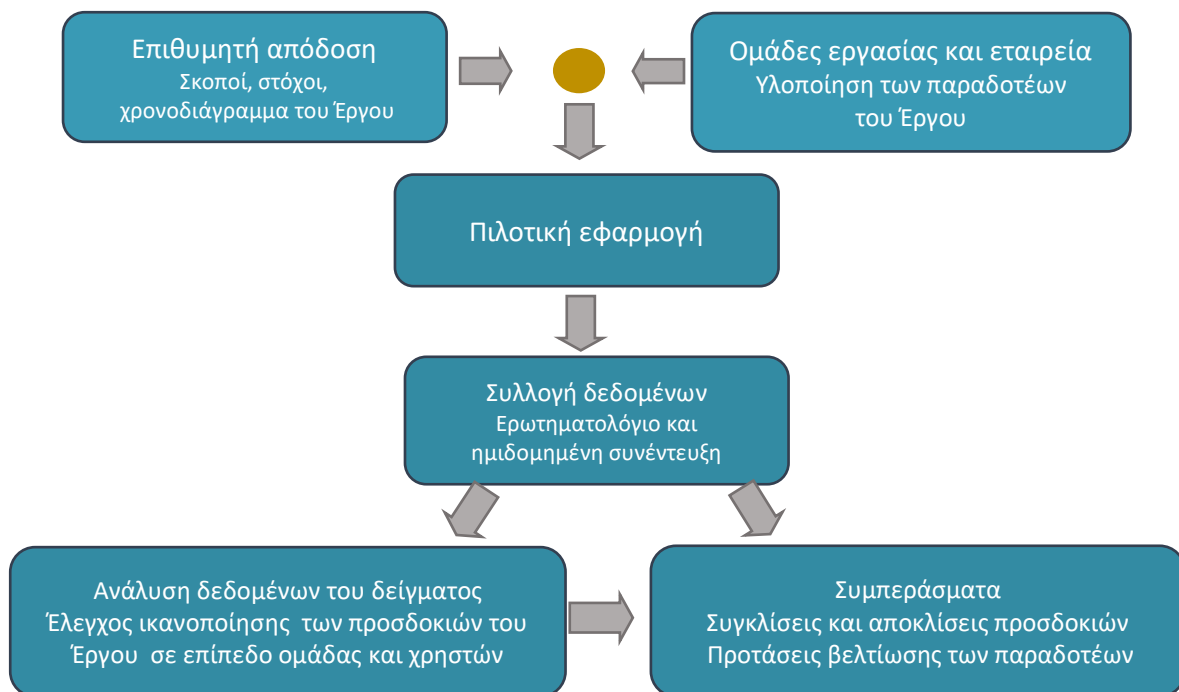 Επιθυμητή απόδοση
Σκοποί, στόχοι,
χρονοδιάγραμμα του Έργου
Ομάδες εργασίας και εταιρεία
Υλοποίηση των παραδοτέων
του Έργου
Πιλοτική εφαρμογή
Συλλογή δεδομένων
Ερωτηματολόγιο και
ημιδομημένη συνέντευξη
Ανάλυση δεδομένων του δείγματος
Έλεγχος ικανοποίησης των προσδοκιών του
Έργου σε επίπεδο ομάδας και χρηστών
Συμπεράσματα
Συγκλίσεις και αποκλίσεις προσδοκιών
Προτάσεις βελτίωσης των παραδοτέων